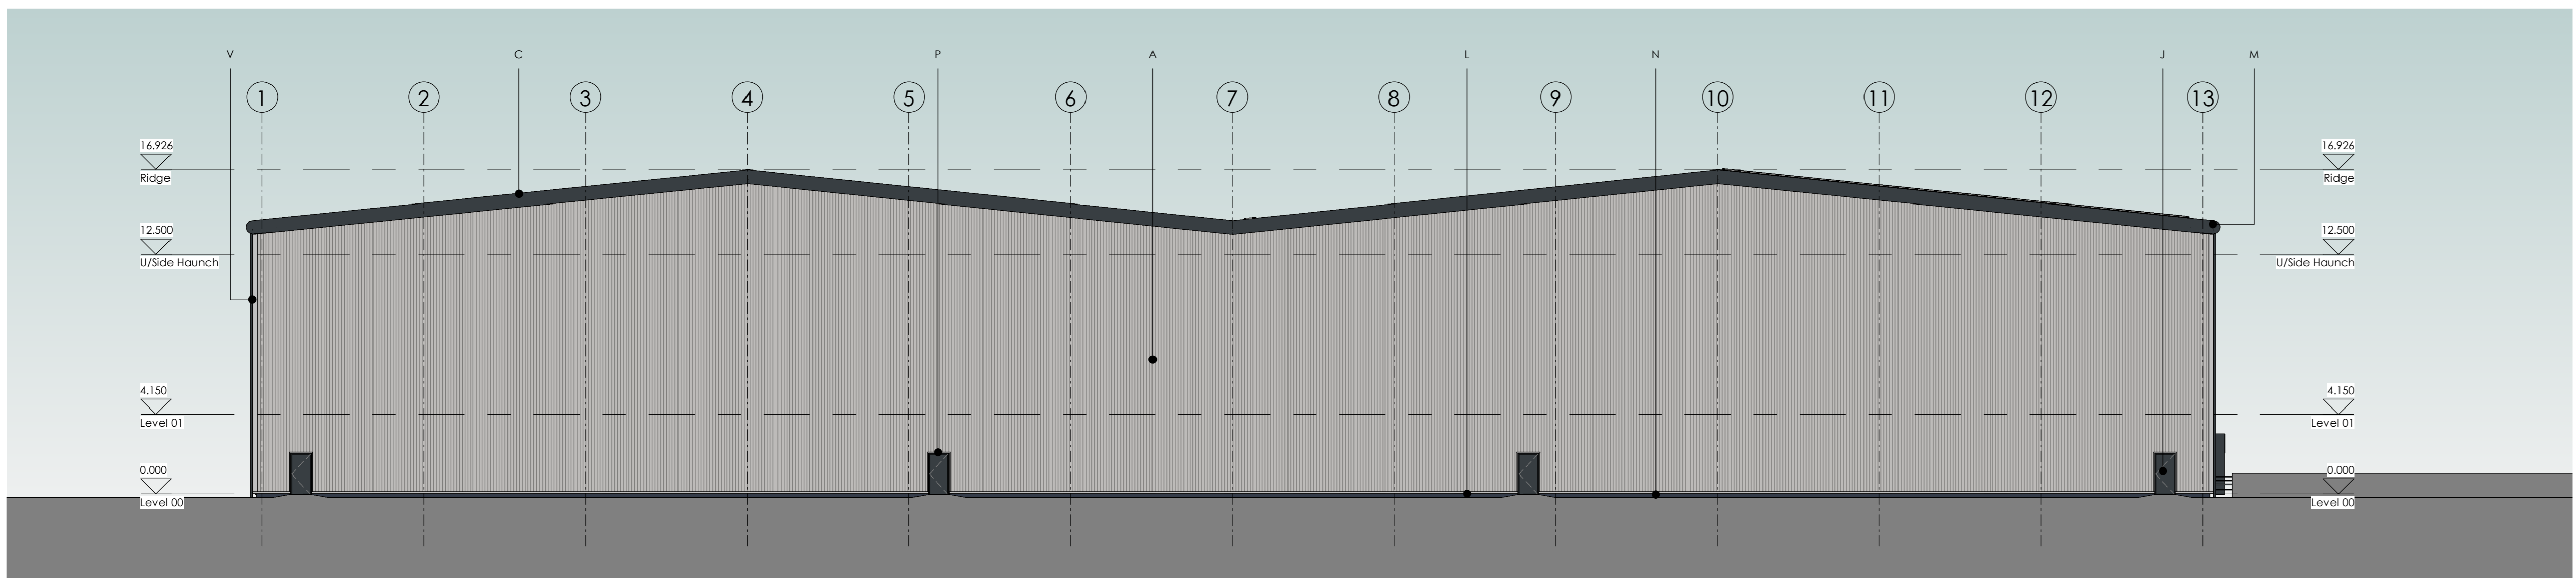 V C P A L N J M
1 2 3 4 5 6 7 8 9 10 11 12 13
16.926 16.926
Ridge Ridge
12.500 12.500
U/Side Haunch U/Side Haunch
4.150 4.150
Level 01 Level 01
0.000 0.000
Level 00 Level 00